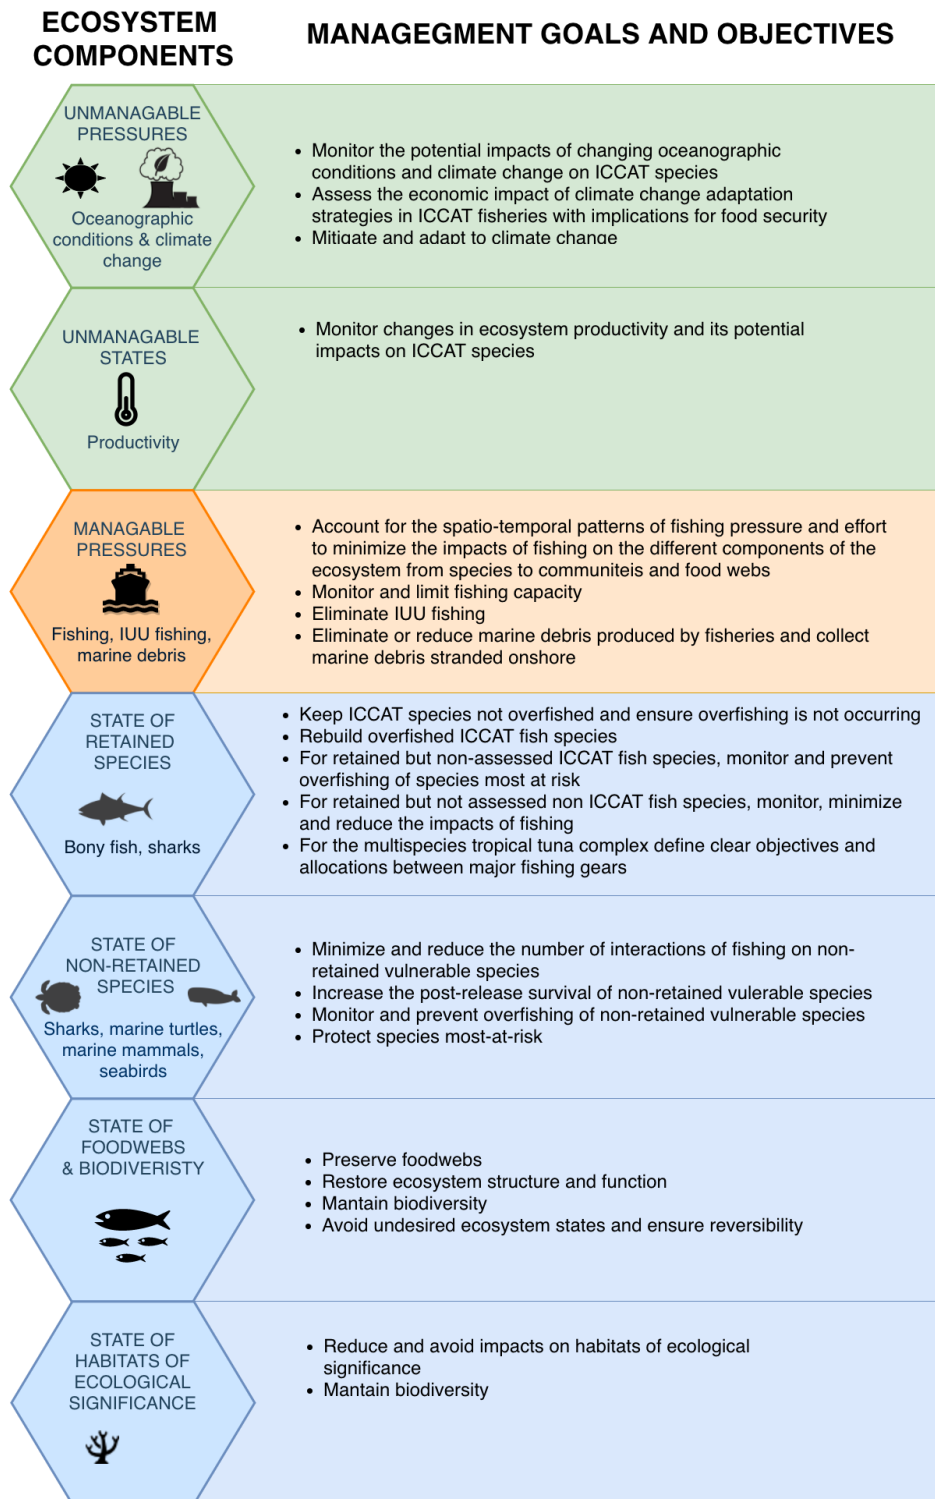 ECOSYSTEM
COMPONENTS
MANAGEGMENT GOALS AND OBJECTIVES
UNMANAGABLE
PRESSURES
Oceanographic
conditions & climate
change
• Monitor the potential impacts of changing oceanographic
conditions and climate change on ICCAT species
• Assess the economic impact of climate change adaptation
strategies in ICCAT fisheries with implications for food security
• Mitigate and adapt to climate change
UNMANAGABLE
STATES
Productivity
• Monitor changes in ecosystem productivity and its potential
impacts on ICCAT species
MANAGABLE
PRESSURES
Fishing, IUU fishing,
marine debris
• Account for the spatio-temporal patterns of fishing pressure and effort
to minimize the impacts of fishing on the different components of the
ecosystem from species to communiteis and food webs
• Monitor and limit fishing capacity
• Eliminate IUU fishing
• Eliminate or reduce marine debris produced by fisheries and collect
marine debris stranded onshore
STATE OF
RETAINED
SPECIES
Bony fish, sharks
• Keep ICCAT species not overfished and ensure overfishing is not occurring
• Rebuild overfished ICCAT fish species
• For retained but non-assessed ICCAT fish species, monitor and prevent
overfishing of species most at risk
• For retained but not assessed non ICCAT fish species, monitor, minimize
and reduce the impacts of fishing
• For the multispecies tropical tuna complex define clear objectives and
allocations between major fishing gears
STATE OF
NON-RETAINED
SPECIES
Sharks, marine turtles,
marine mammals,
seabirds
• Minimize and reduce the number of interactions of fishing on non-
retained vulnerable species
• Increase the post-release survival of non-retained vulerable species
• Monitor and prevent overfishing of non-retained vulnerable species
• Protect species most-at-risk
STATE OF
FOODWEBS
& BIODIVERISTY
• Preserve foodwebs
• Restore ecosystem structure and function
• Mantain biodiversity
• Avoid undesired ecosystem states and ensure reversibility
STATE OF
HABITATS OF
ECOLOGICAL
SIGNIFICANCE
• Reduce and avoid impacts on habitats of ecological
significance
• Mantain biodiversity